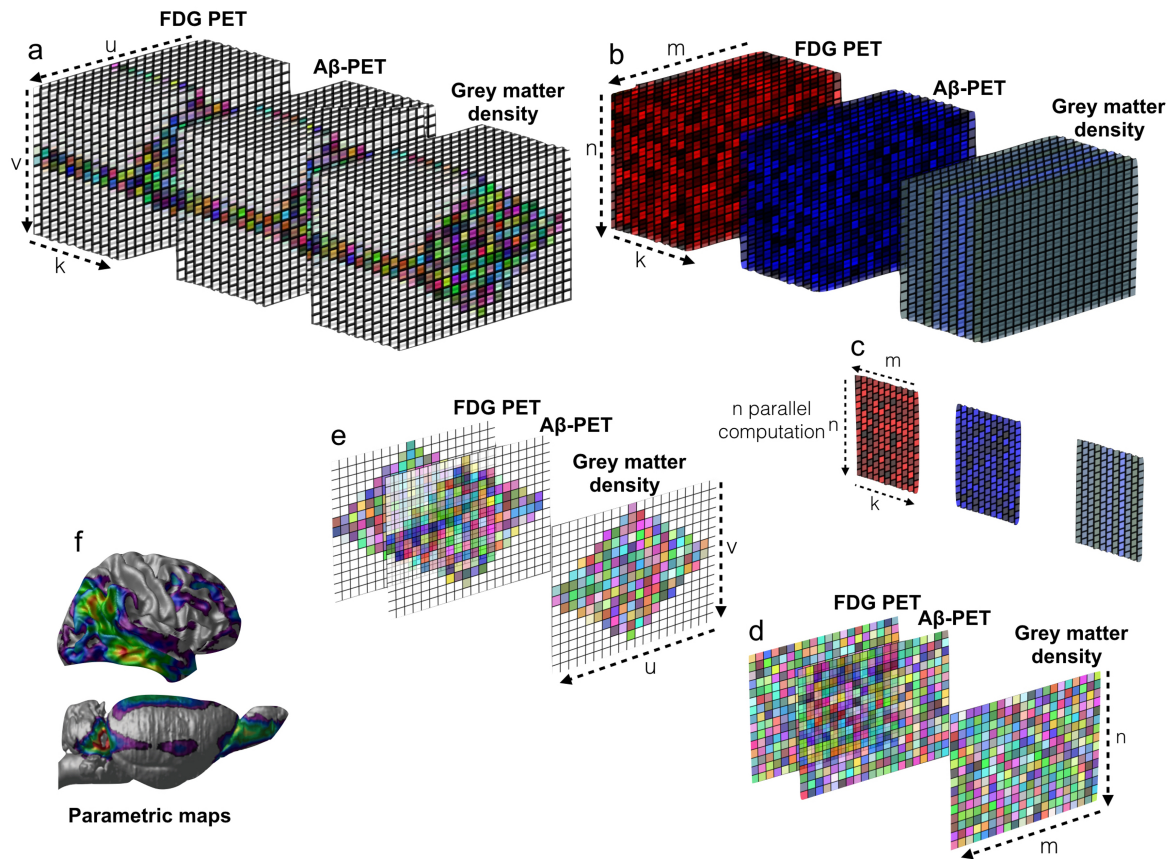 a
FDG PET
u
Aβ-PET
Grey matter
density
v
k
b
m
FDG PET
Aβ-PET
Grey matter
density
n
k
c
m
n parallel
computation
n
k
e
FDG PET
Aβ-PET
Grey matter
density
v
u
f
Parametric maps
d
FDG PET
Aβ-PET
Grey matter
density
n
m